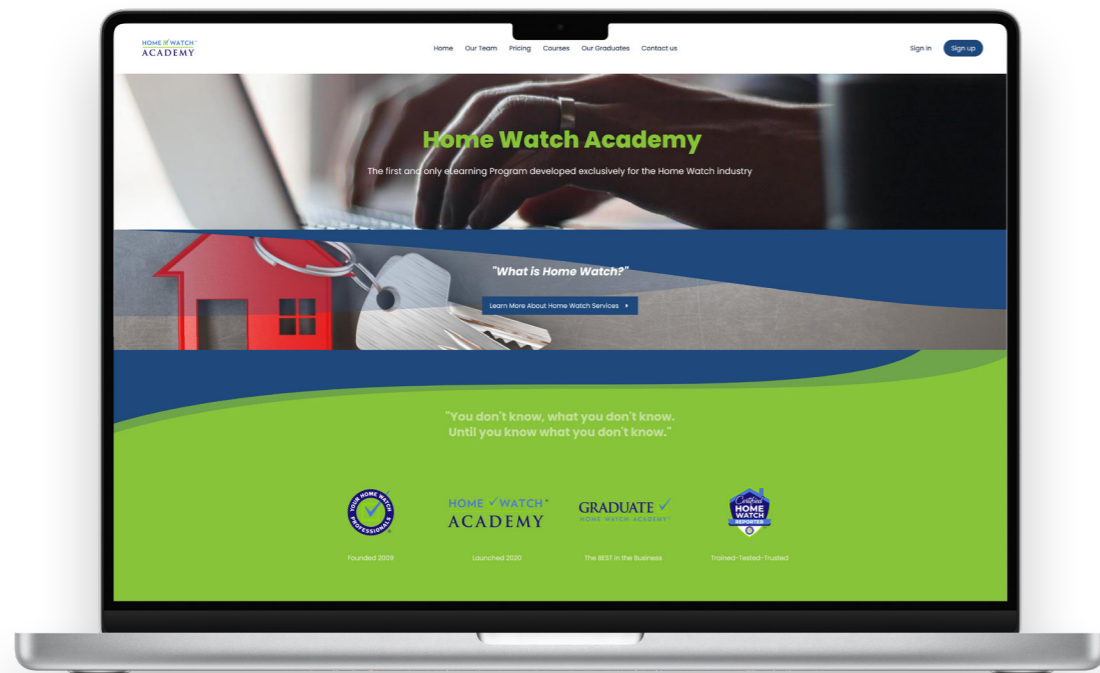 HOME WATCH™
ACADEMY
Home Our Team Pricing Courses Our Graduates Contact us
Sign in Sign up
Home Watch Academy
The first and only eLearning Program developed exclusively for the Home Watch industry
"What is Home Watch?"
Learn More About Home Watch Services
"You don't know, what you don't know.
Until you know what you don't know."
YOUR HOME WATCH PROFESSIONALS
HOME WATCH
ACADEMY
GRADUATE
HOME WATCH ACADEMY
Certified
HOME
WATCH
REPORTER
Founded 2009
Launched 2020
The BEST in the Business
Trained-Tested-Trusted